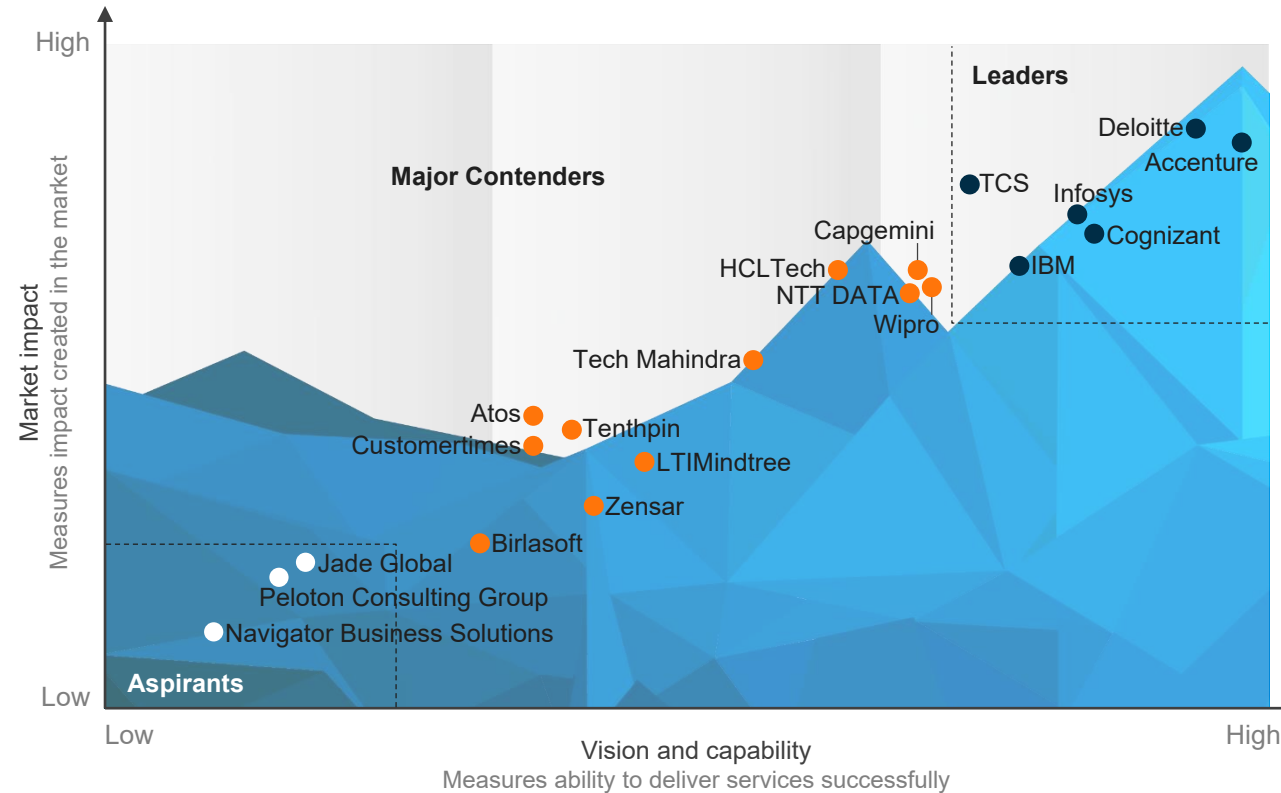 High
Leaders
Deloitte
Accenture
Major Contenders
TCS
Infosys
Capgemini
Cognizant
HCLTech
IBM
NTT DATA
Wipro
Market impact
Measures impact created in the market
Tech Mahindra
Atos
Tenthpin
Customertimes
LTIMindtree
Zensar
Birlasoft
Jade Global
Peloton Consulting Group
Navigator Business Solutions
Aspirants
Low
Low
High
Vision and capability
Measures ability to deliver services successfully